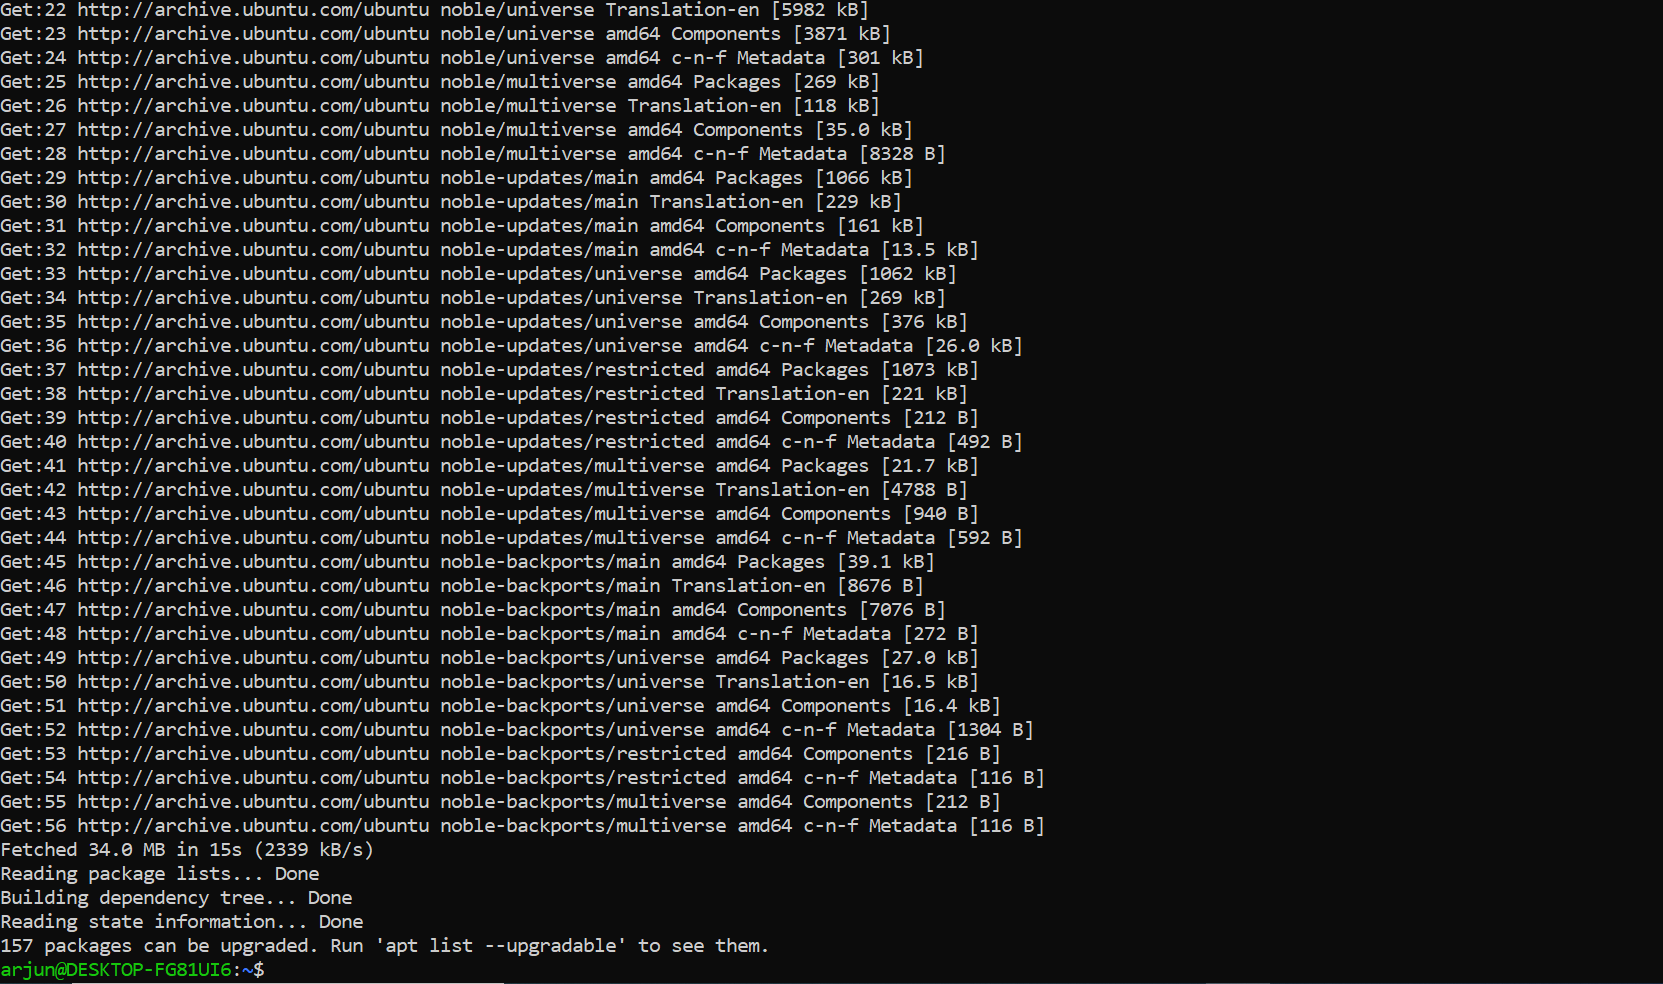 Get:22 http://archive.ubuntu.com/ubuntu noble/universe Translation-en [5982 kB]
Get:23 http://archive.ubuntu.com/ubuntu noble/universe amd64 Components [3871 kB]
Get:24 http://archive.ubuntu.com/ubuntu noble/universe amd64 c-n-f Metadata [301 kB]
Get:25 http://archive.ubuntu.com/ubuntu noble/multiverse amd64 Packages [269 kB]
Get:26 http://archive.ubuntu.com/ubuntu noble/multiverse Translation-en [118 kB]
Get:27 http://archive.ubuntu.com/ubuntu noble/multiverse amd64 Components [35.0 kB]
Get:28 http://archive.ubuntu.com/ubuntu noble/multiverse amd64 c-n-f Metadata [8328 B]
Get:29 http://archive.ubuntu.com/ubuntu noble-updates/main amd64 Packages [1066 kB]
Get:30 http://archive.ubuntu.com/ubuntu noble-updates/main Translation-en [229 kB]
Get:31 http://archive.ubuntu.com/ubuntu noble-updates/main amd64 Components [161 kB]
Get:32 http://archive.ubuntu.com/ubuntu noble-updates/main amd64 c-n-f Metadata [13.5 kB]
Get:33 http://archive.ubuntu.com/ubuntu noble-updates/universe amd64 Packages [1062 kB]
Get:34 http://archive.ubuntu.com/ubuntu noble-updates/universe Translation-en [269 kB]
Get:35 http://archive.ubuntu.com/ubuntu noble-updates/universe amd64 Components [376 kB]
Get:36 http://archive.ubuntu.com/ubuntu noble-updates/universe amd64 c-n-f Metadata [26.0 kB]
Get:37 http://archive.ubuntu.com/ubuntu noble-updates/restricted amd64 Packages [1073 kB]
Get:38 http://archive.ubuntu.com/ubuntu noble-updates/restricted Translation-en [221 kB]
Get:39 http://archive.ubuntu.com/ubuntu noble-updates/restricted amd64 Components [212 B]
Get:40 http://archive.ubuntu.com/ubuntu noble-updates/restricted amd64 c-n-f Metadata [492 B]
Get:41 http://archive.ubuntu.com/ubuntu noble-updates/multiverse amd64 Packages [21.7 kB]
Get:42 http://archive.ubuntu.com/ubuntu noble-updates/multiverse Translation-en [4788 B]
Get:43 http://archive.ubuntu.com/ubuntu noble-updates/multiverse amd64 Components [940 B]
Get:44 http://archive.ubuntu.com/ubuntu noble-updates/multiverse amd64 c-n-f Metadata [592 B]
Get:45 http://archive.ubuntu.com/ubuntu noble-backports/main amd64 Packages [39.1 kB]
Get:46 http://archive.ubuntu.com/ubuntu noble-backports/main Translation-en [8676 B]
Get:47 http://archive.ubuntu.com/ubuntu noble-backports/main amd64 Components [7076 B]
Get:48 http://archive.ubuntu.com/ubuntu noble-backports/main amd64 c-n-f Metadata [272 B]
Get:49 http://archive.ubuntu.com/ubuntu noble-backports/universe amd64 Packages [27.0 kB]
Get:50 http://archive.ubuntu.com/ubuntu noble-backports/universe Translation-en [16.5 kB]
Get:51 http://archive.ubuntu.com/ubuntu noble-backports/universe amd64 Components [16.4 kB]
Get:52 http://archive.ubuntu.com/ubuntu noble-backports/universe amd64 c-n-f Metadata [1304 B]
Get:53 http://archive.ubuntu.com/ubuntu noble-backports/restricted amd64 Components [216 B]
Get:54 http://archive.ubuntu.com/ubuntu noble-backports/restricted amd64 c-n-f Metadata [116 B]
Get:55 http://archive.ubuntu.com/ubuntu noble-backports/multiverse amd64 Components [212 B]
Get:56 http://archive.ubuntu.com/ubuntu noble-backports/multiverse amd64 c-n-f Metadata [116 B]
Fetched 34.0 MB in 15s (2339 kB/s)
Reading package lists... Done
Building dependency tree... Done
Reading state information... Done
157 packages can be upgraded. Run 'apt list --upgradable' to see them.
arjun@DESKTOP-FG81UI6:~$